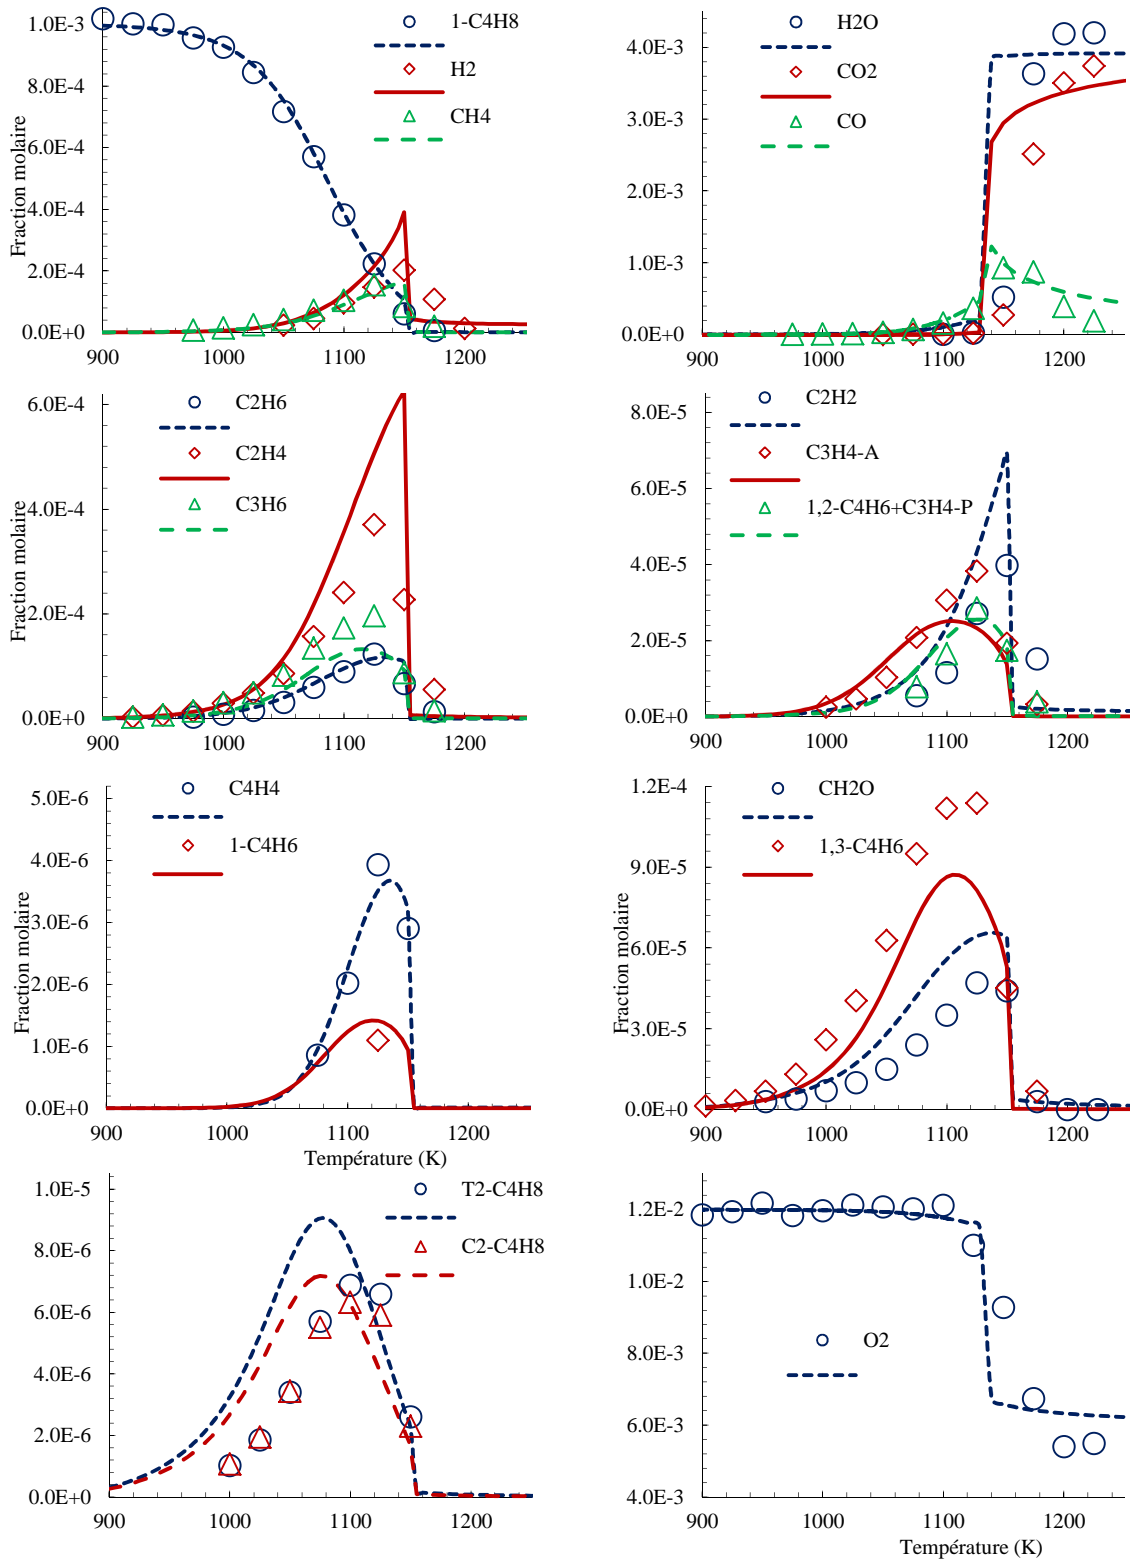 1.0E-3
8.0E-4
6.0E-4
4.0E-4
2.0E-4
0.0E+0
Fraction molaire
1-C4H8
H2
CH4
900 1000 1100 1200
4.0E-3
3.0E-3
2.0E-3
1.0E-3
0.0E+0
H2O
CO2
CO
900 1000 1100 1200
6.0E-4
4.0E-4
2.0E-4
0.0E+0
Fraction molaire
C2H6
C2H4
C3H6
900 1000 1100 1200
8.0E-5
6.0E-5
4.0E-5
2.0E-5
0.0E+0
C2H2
C3H4-A
1,2-C4H6+C3H4-P
900 1000 1100 1200
5.0E-6
4.0E-6
3.0E-6
2.0E-6
1.0E-6
0.0E+0
Fraction molaire
C4H4
1-C4H6
900 1000 1100 1200
Température (K)
1.2E-4
9.0E-5
6.0E-5
3.0E-5
0.0E+0
Fraction molaire
CH2O
1,3-C4H6
900 1000 1100 1200
1.0E-5
8.0E-6
6.0E-6
4.0E-6
2.0E-6
0.0E+0
T2-C4H8
C2-C4H8
900 1000 1100 1200
1.2E-2
1.0E-2
8.0E-3
6.0E-3
4.0E-3
O2
900 1000 1100 1200
Température (K)